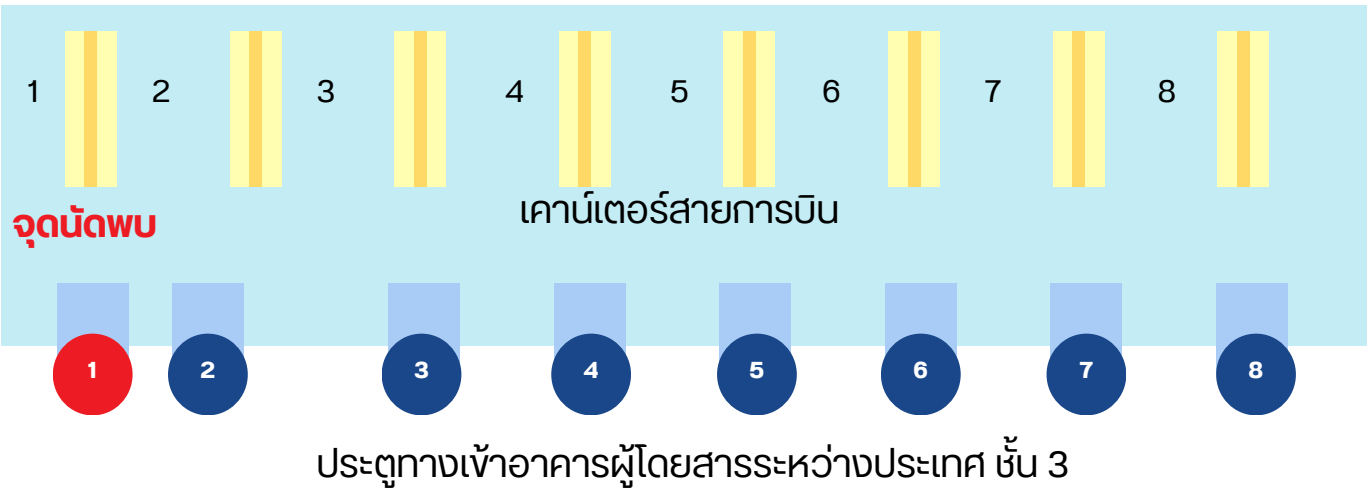 1 2 3 4 5 6 7 8
เคาน์เตอร์สายการบิน
จุดนัดพบ
1 2 3 4 5 6 7 8
ประตูทางเข้าอาคารผู้โดยสารระหว่างประเทศ ชั้น 3